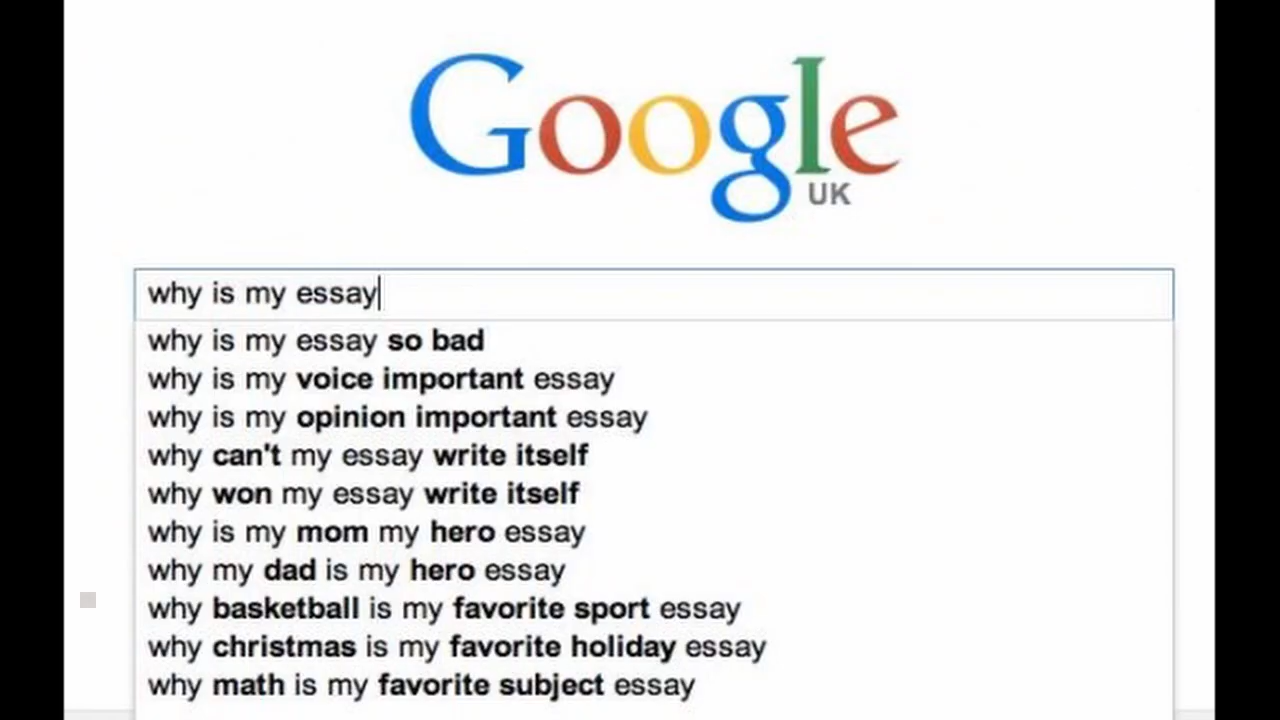 Google
UK
why is my essay
why is my essay so bad
why is my voice important essay
why is my opinion important essay
why can't my essay write itself
why won my essay write itself
why is my mom my hero essay
why my dad is my hero essay
why basketball is my favorite sport essay
why christmas is my favorite holiday essay
why math is my favorite subject essay